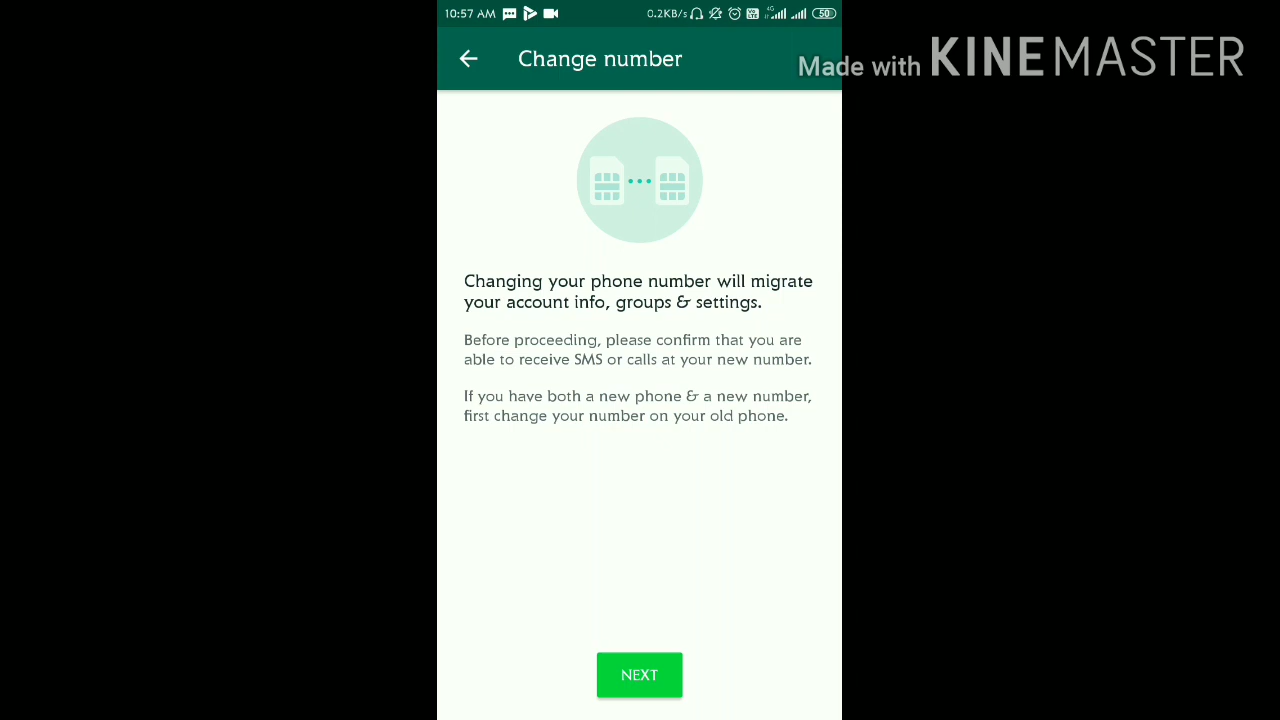 10:57 AM 0.2KB/s 4G 50
Change number
Made with KINEMASTER
Changing your phone number will migrate
your account info, groups & settings.
Before proceeding, please confirm that you are
able to receive SMS or calls at your new number.
If you have both a new phone & a new number,
first change your number on your old phone.
NEXT